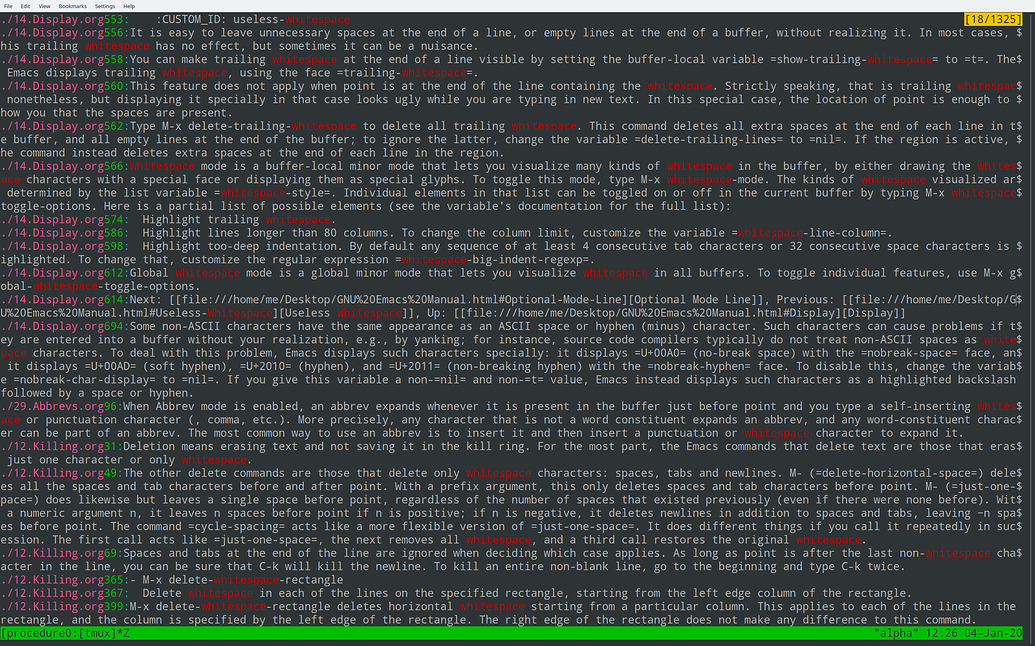 File Edit View Bookmarks Settings Help
./14.Display.org553:    :CUSTOM_ID: useless-whitespace [18/1325]
./14.Display.org556:It is easy to leave unnecessary spaces at the end of a line, or empty lines at the end of a buffer, without realizing it. In most cases, $
his trailing whitespace has no effect, but sometimes it can be a nuisance.
./14.Display.org558:You can make trailing whitespace at the end of a line visible by setting the buffer-local variable =show-trailing-whitespace= to =t=. The$
 Emacs displays trailing whitespace, using the face =trailing-whitespace=.
./14.Display.org560:This feature does not apply when point is at the end of the line containing the whitespace. Strictly speaking, that is trailing whitespac$
 nonetheless, but displaying it specially in that case looks ugly while you are typing in new text. In this special case, the location of point is enough to $
how you that the spaces are present.
./14.Display.org562:Type M-x delete-trailing-whitespace to delete all trailing whitespace. This command deletes all extra spaces at the end of each line in t$
e buffer, and all empty lines at the end of the buffer; to ignore the latter, change the variable =delete-trailing-lines= to =nil=. If the region is active, $
he command instead deletes extra spaces at the end of each line in the region.
./14.Display.org566:Whitespace mode is a buffer-local minor mode that lets you visualize many kinds of whitespace in the buffer, by either drawing the whites$
ace characters with a special face or displaying them as special glyphs. To toggle this mode, type M-x whitespace-mode. The kinds of whitespace visualized ar$
determined by the list variable =whitespace-style=. Individual elements in that list can be toggled on or off in the current buffer by typing M-x whitespace$
toggle-options. Here is a partial list of possible elements (see the variable's documentation for the full list):
./14.Display.org574:  Highlight trailing whitespace.
./14.Display.org586:  Highlight lines longer than 80 columns. To change the column limit, customize the variable =whitespace-line-column=.
./14.Display.org598:  Highlight too-deep indentation. By default any sequence of at least 4 consecutive tab characters or 32 consecutive space characters is $
ighlighted. To change that, customize the regular expression =whitespace-big-indent-regexp=.
./14.Display.org612:Global Whitespace mode is a global minor mode that lets you visualize whitespace in all buffers. To toggle individual features, use M-x g$
obal-whitespace-toggle-options.
./14.Display.org614:Next: [[file:///home/me/Desktop/GNU%20Emacs%20Manual.html#Optional-Mode-Line][Optional Mode Line]], Previous: [[file:///home/me/Desktop/G$
U%20Emacs%20Manual.html#Useless-Whitespace][Useless Whitespace]], Up: [[file:///home/me/Desktop/GNU%20Emacs%20Manual.html#Display][Display]]
./14.Display.org694:Some non-ASCII characters have the same appearance as an ASCII space or hyphen (minus) character. Such characters can cause problems if t$
ey are entered into a buffer without your realization, e.g., by yanking; for instance, source code compilers typically do not treat non-ASCII spaces as white$
pace characters. To deal with this problem, Emacs displays such characters specially: it displays =U+00A0= (no-break space) with the =nobreak-space= face, an$
 it displays =U+00AD= (soft hyphen), =U+2010= (hyphen), and =U+2011= (non-breaking hyphen) with the =nobreak-hyphen= face. To disable this, change the variab$
e =nobreak-char-display= to =nil=. If you give this variable a non-=nil= and non-=t= value, Emacs instead displays such characters as a highlighted backslash
followed by a space or hyphen.
./29.Abbrevs.org96:When Abbrev mode is enabled, an abbrev expands whenever it is present in the buffer just before point and you type a self-inserting whites$
ace or punctuation character (, comma, etc.). More precisely, any character that is not a word constituent expands an abbrev, and any word-constituent charac$
er can be part of an abbrev. The most common way to use an abbrev is to insert it and then insert a punctuation or whitespace character to expand it.
./12.Killing.org31:Deletion means erasing text and not saving it in the kill ring. For the most part, the Emacs commands that delete text are those that eras$
 just one character or only whitespace.
./12.Killing.org49:The other delete commands are those that delete only whitespace characters: spaces, tabs and newlines. M- (=delete-horizontal-space=) dele$
es all the spaces and tab characters before and after point. With a prefix argument, this only deletes spaces and tab characters before point. M- (=just-one-$
pace=) does likewise but leaves a single space before point, regardless of the number of spaces that existed previously (even if there were none before). Wit$
 a numeric argument n, it leaves n spaces before point if n is positive; if n is negative, it deletes newlines in addition to spaces and tabs, leaving -n spa$
es before point. The command =cycle-spacing= acts like a more flexible version of =just-one-space=. It does different things if you call it repeatedly in suc$
ession. The first call acts like =just-one-space=, the next removes all whitespace, and a third call restores the original whitespace.
./12.Killing.org69:Spaces and tabs at the end of the line are ignored when deciding which case applies. As long as point is after the last non-whitespace cha$
acter in the line, you can be sure that C-k will kill the newline. To kill an entire non-blank line, go to the beginning and type C-k twice.
./12.Killing.org365:- M-x delete-whitespace-rectangle
./12.Killing.org367:  Delete whitespace in each of the lines on the specified rectangle, starting from the left edge column of the rectangle.
./12.Killing.org399:M-x delete-whitespace-rectangle deletes horizontal whitespace starting from a particular column. This applies to each of the lines in the
rectangle, and the column is specified by the left edge of the rectangle. The right edge of the rectangle does not make any difference to this command.
[procedure0:[tmux]*Z "alpha" 12:26 04-Jan-20